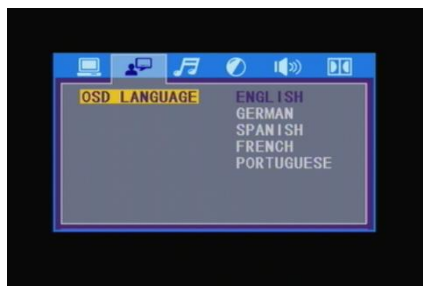 OSD LANGUAGE ENGLISH
GERMAN
SPANISH
FRENCH
PORTUGUESE